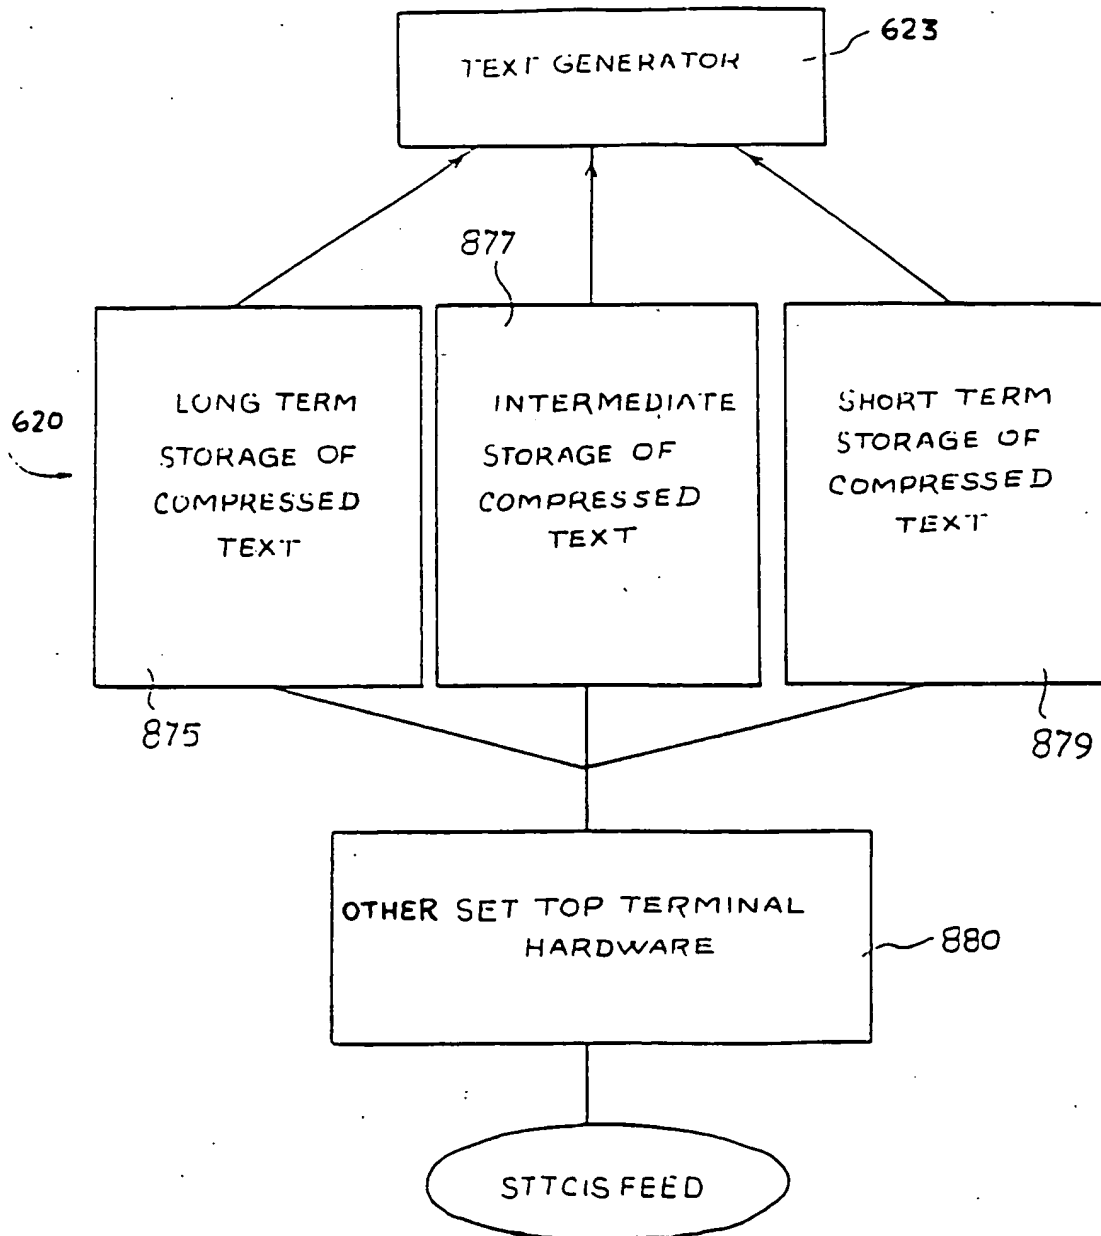 623
TEXT GENERATOR
877
620
LONG TERM
STORAGE OF
COMPRESSED
TEXT
INTERMEDIATE
STORAGE OF
COMPRESSED
TEXT
SHORT TERM
STORAGE OF
COMPRESSED
TEXT
875
879
OTHER SET TOP TERMINAL
HARDWARE
880
STTCIS FEED